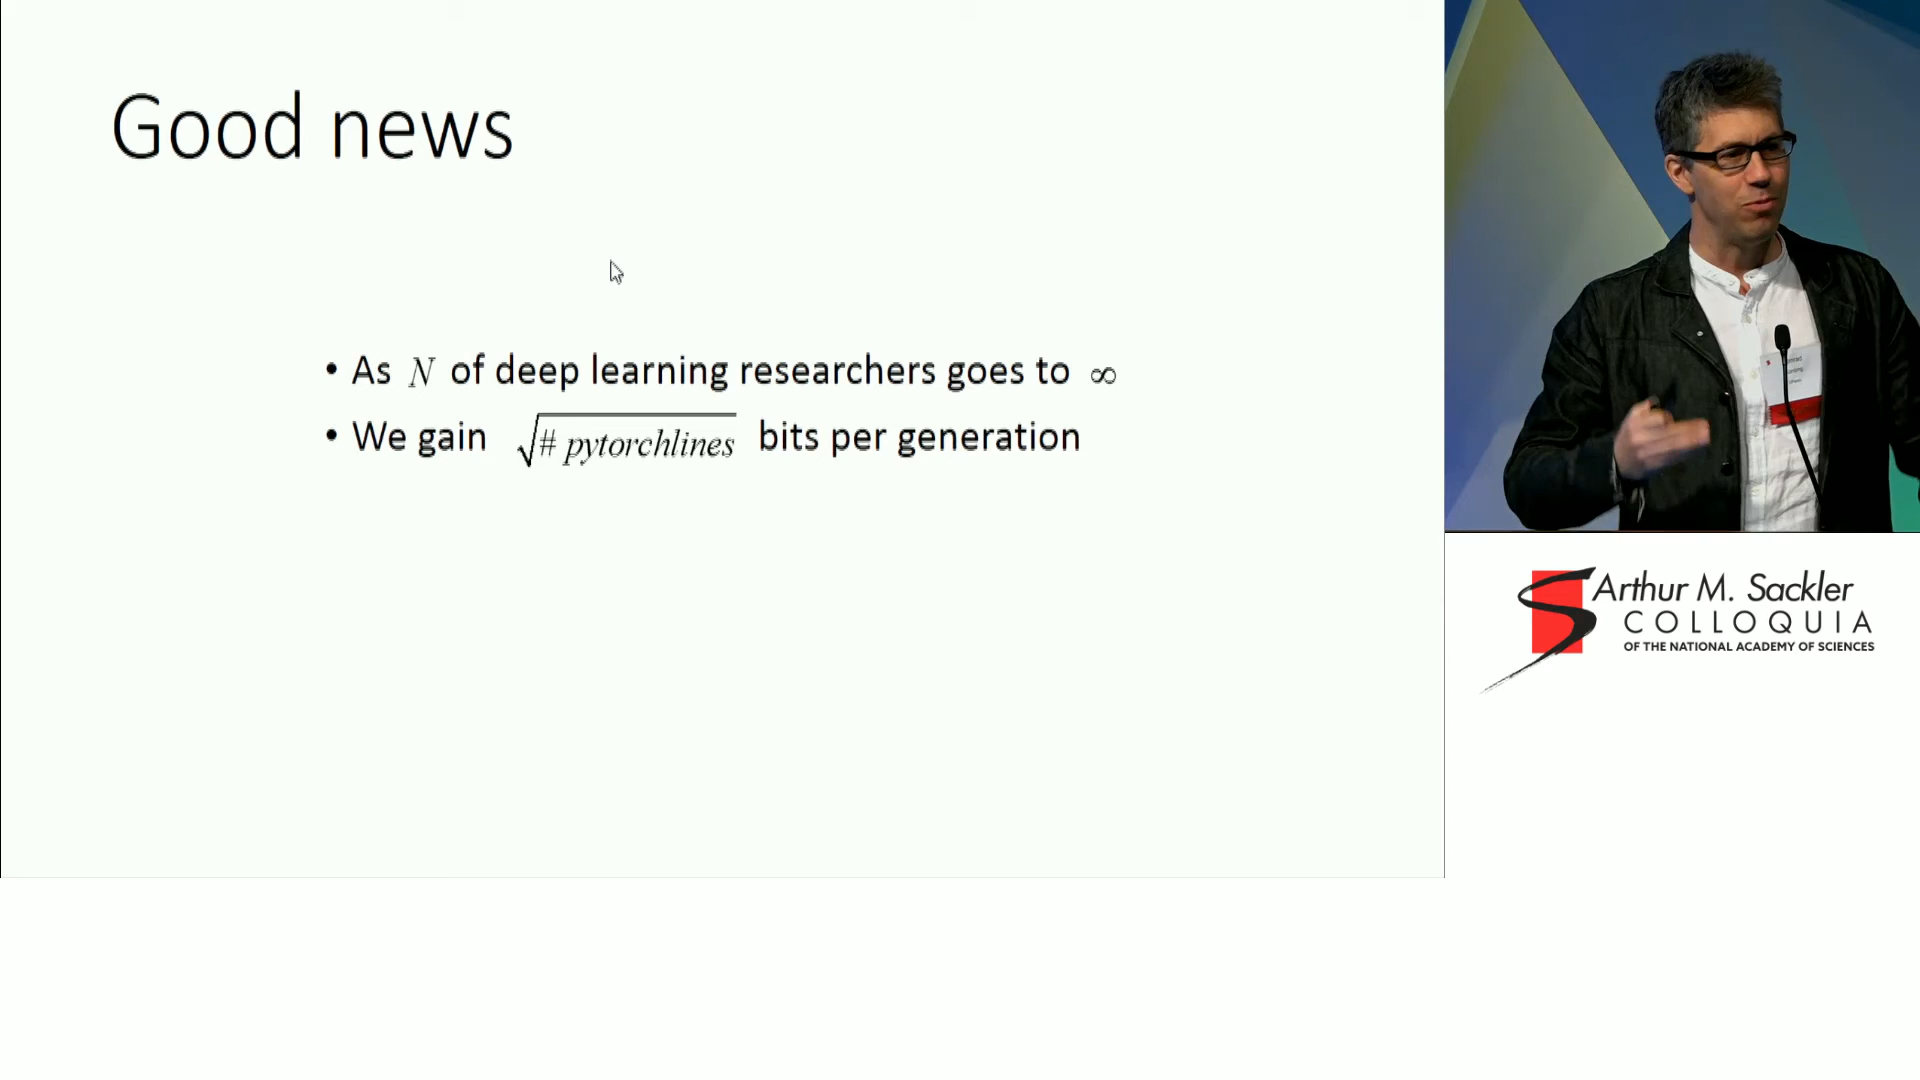 Good news
• As N of deep learning researchers goes to ∞
• We gain √# pytorchlines bits per generation
Arthur M. Sackler
COLLOQUIA
OF THE NATIONAL ACADEMY OF SCIENCES